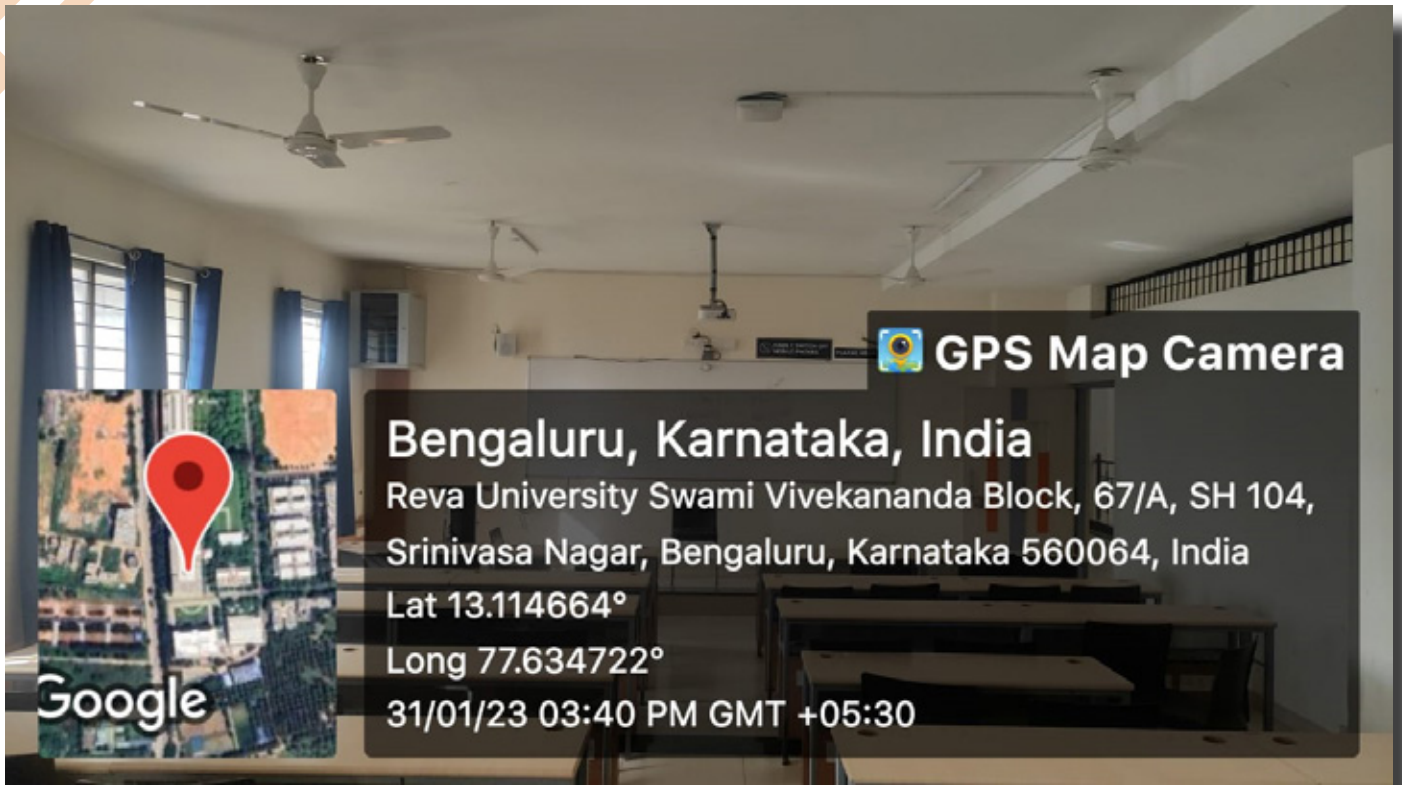 GPS Map Camera
Bengaluru, Karnataka, India
Reva University Swami Vivekananda Block, 67/A, SH 104,
Srinivasa Nagar, Bengaluru, Karnataka 560064, India
Lat 13.114664°
Long 77.634722°
31/01/23 03:40 PM GMT +05:30
Google